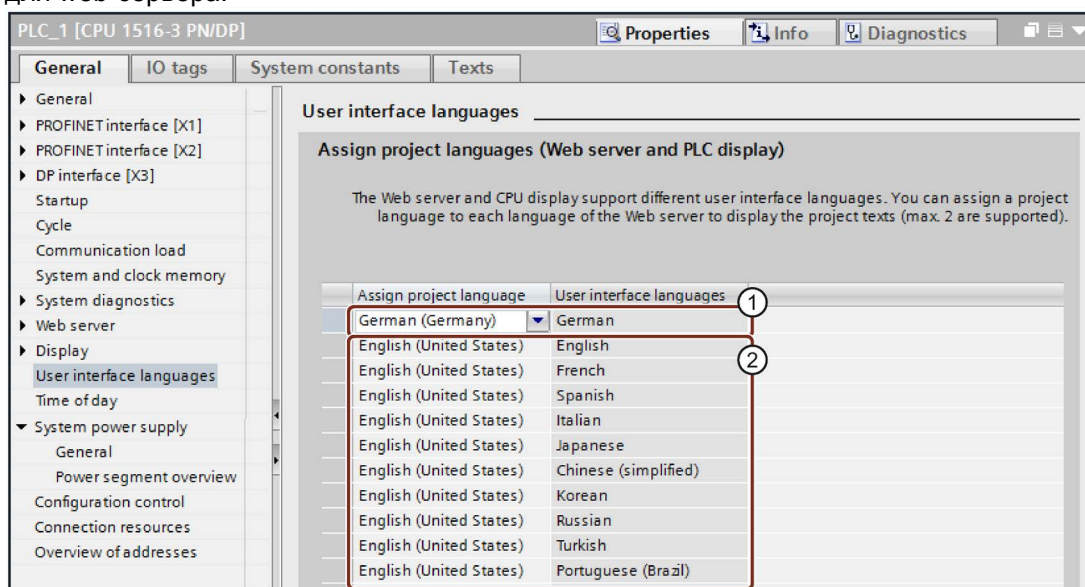 для web-сервера.
PLC_1 [CPU 1516-3 PN/DP]
Properties Info Diagnostics
General IO tags System constants Texts
General
PROFINET interface [X1]
PROFINET interface [X2]
DP interface [X3]
Startup
Cycle
Communication load
System and clock memory
System diagnostics
Web server
Display
User interface languages
Time of day
System power supply
General
Power segment overview
Configuration control
Connection resources
Overview of addresses
User interface languages
Assign project languages (Web server and PLC display)
The Web server and CPU display support different user interface languages. You can assign a project
language to each language of the Web server to display the project texts (max. 2 are supported).
Assign project language User interface languages
German (Germany) German 1
English (United States) English
English (United States) French 2
English (United States) Spanish
English (United States) Italian
English (United States) Japanese
English (United States) Chinese (simplified)
English (United States) Korean
English (United States) Russian
English (United States) Turkish
English (United States) Portuguese (Brazil)